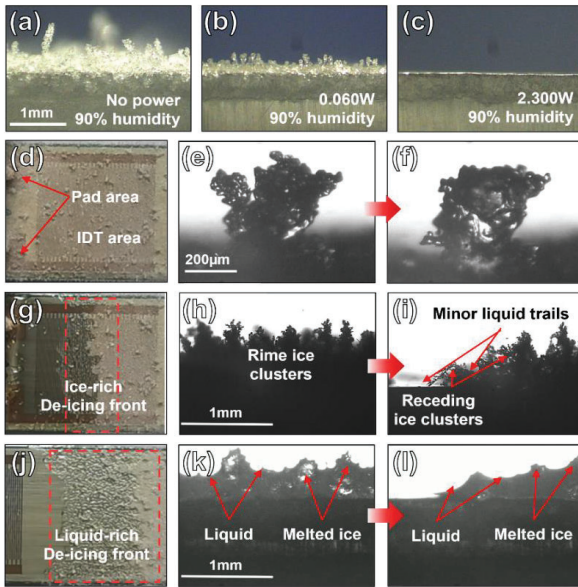 (a)
1mm
No power
90% humidity
(b)
0.060W
90% humidity
(c)
2.300W
90% humidity
(d)
Pad area
IDT area
(e)
200μm
(f)
(g)
Ice-rich
De-icing front
(h)
Rime ice
clusters
1mm
(i)
Minor liquid trails
Receding
ice clusters
(j)
Liquid-rich
De-icing front
(k)
Liquid
Melted ice
1mm
(l)
Liquid
Melted ice